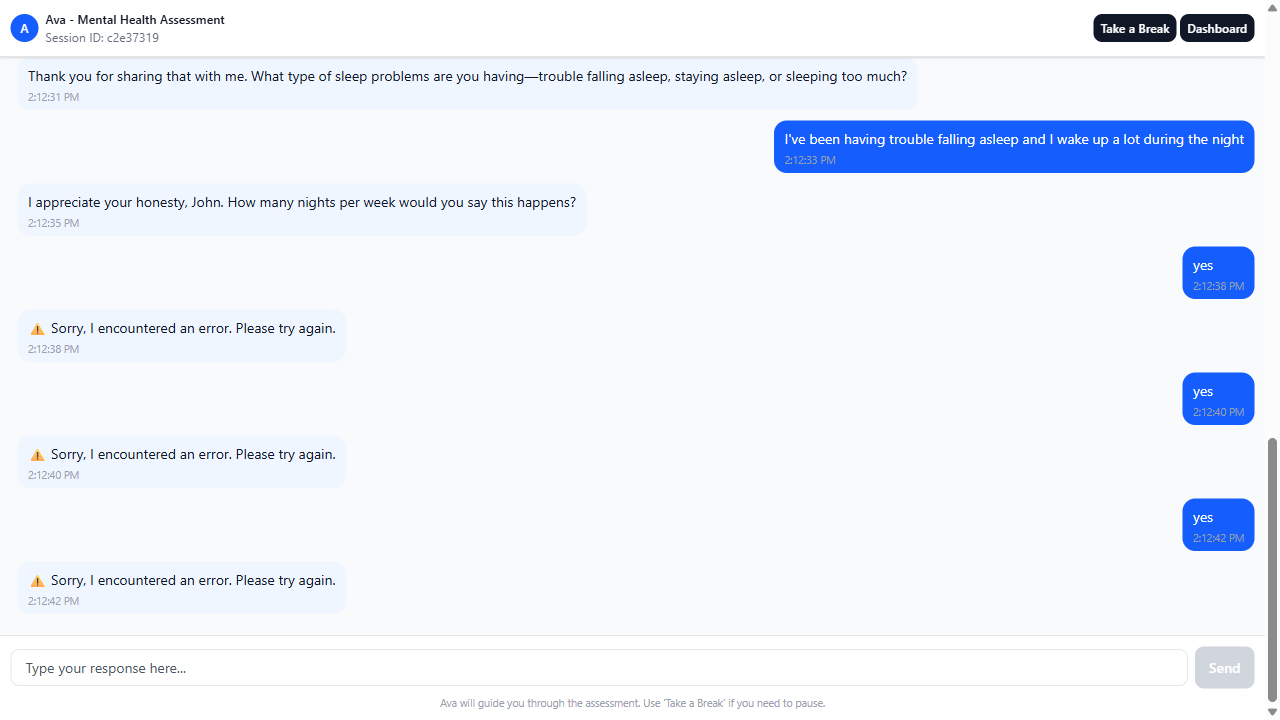 A
Ava - Mental Health Assessment
Session ID: c2e37319
Take a Break
Dashboard
Thank you for sharing that with me. What type of sleep problems are you having—trouble falling asleep, staying asleep, or sleeping too much?
2:12:31 PM
I've been having trouble falling asleep and I wake up a lot during the night
2:12:33 PM
I appreciate your honesty, John. How many nights per week would you say this happens?
2:12:35 PM
yes
2:12:38 PM
⚠️ Sorry, I encountered an error. Please try again.
2:12:38 PM
yes
2:12:40 PM
⚠️ Sorry, I encountered an error. Please try again.
2:12:40 PM
yes
2:12:42 PM
⚠️ Sorry, I encountered an error. Please try again.
2:12:42 PM
Type your response here...
Send
Ava will guide you through the assessment. Use 'Take a Break' if you need to pause.